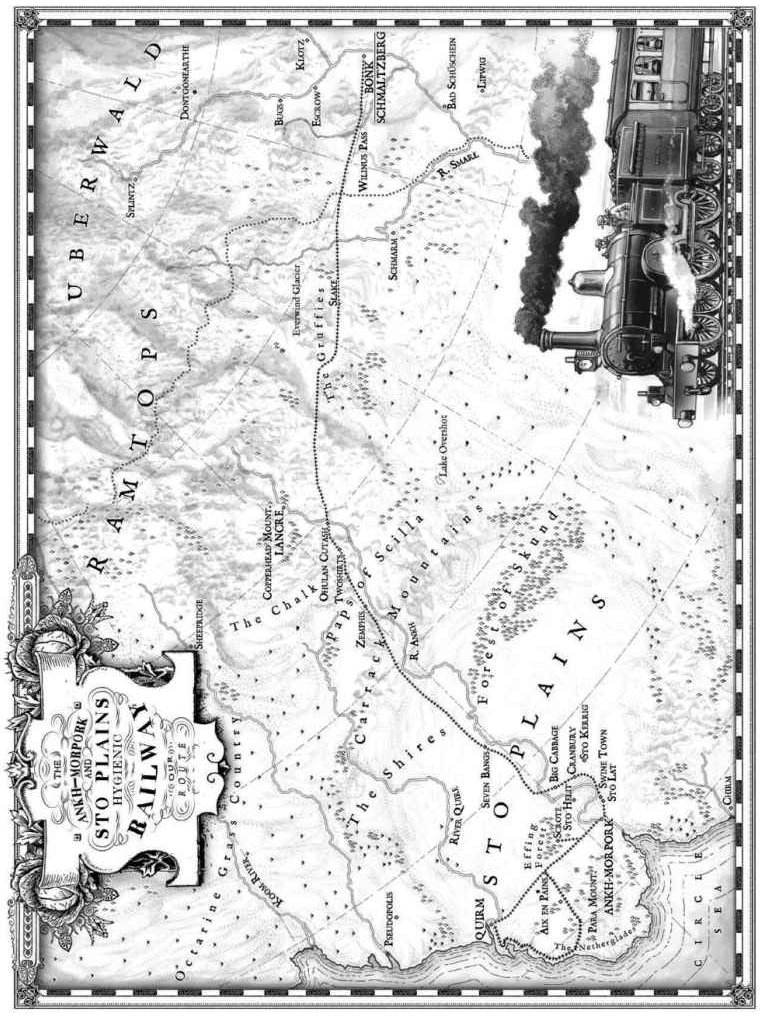 THE
ANKH-MORPORK
AND
STO PLAINS
HYGIENIC
RAILWAY
OUR
ROUTE
UBERWALD
RAMTOPS
DONTGONEARTHE
KLOTZ
BUGS
ESCROW
BONK
SCHMALTZBERG
BAD SCHÜSCHEIN
LIPWIG
SPLINTZ
WILINUS PASS
R. SMARL
SCHMARM
Everwind Glacier
SLAKE
The Gruffies
Lake Overshot
COPPERHEAD MOUNT.
LANCRE
OHULAN CUTASH
TWOSHIRTS
The Chalk
SHEEPRIDGE
Paps of Scilla
ZEMPHIS
Carrack Mountains
R. ANKH
Forest of Skund
STO PLAINS
The Shires
Octarine Grass Country
KOOM RIVER
RIVER QUIRE
PSEUDOPOLIS
SEVEN BANGS
BIG CABBAGE
CRANBURY
STO KERRIG
SWINE TOWN
STO LAT
SCROTE
STO HELIT
Effing Forest
QUIRM
AIX EN PAINS
PARA MOUNT.
ANKH-MORPORK
The Netherglades
CHIRM
CIRCLE
SEA